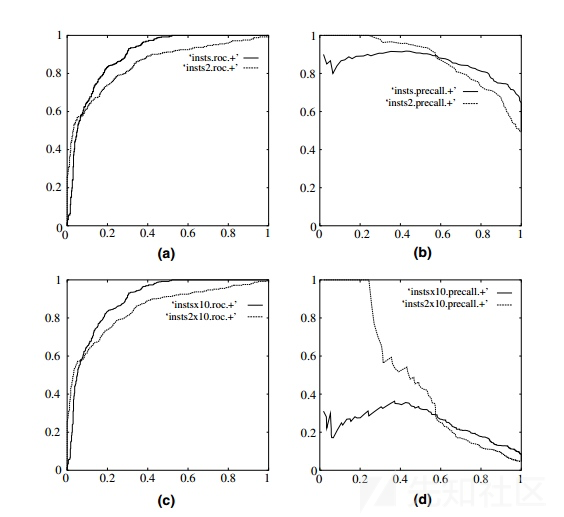 1
0.8
0.6
0.4
0.2
0
0 0.2 0.4 0.6 0.8 1
'insts.roc.+'
'insts2.roc.+'
(a)
1
0.8
0.6
0.4
0.2
0
0 0.2 0.4 0.6 0.8 1
'insts.precall.+'
'insts2.precall.+'
(b)
1
0.8
0.6
0.4
0.2
0
0 0.2 0.4 0.6 0.8 1
'instsx10.roc.+'
'insts2x10.roc.+'
(c)
1
0.8
0.6
0.4
0.2
0
0 0.2 0.4 0.6 0.8 1
'instsx10.precall.+'
'insts2x10.precall.+'
(d)
先知社区